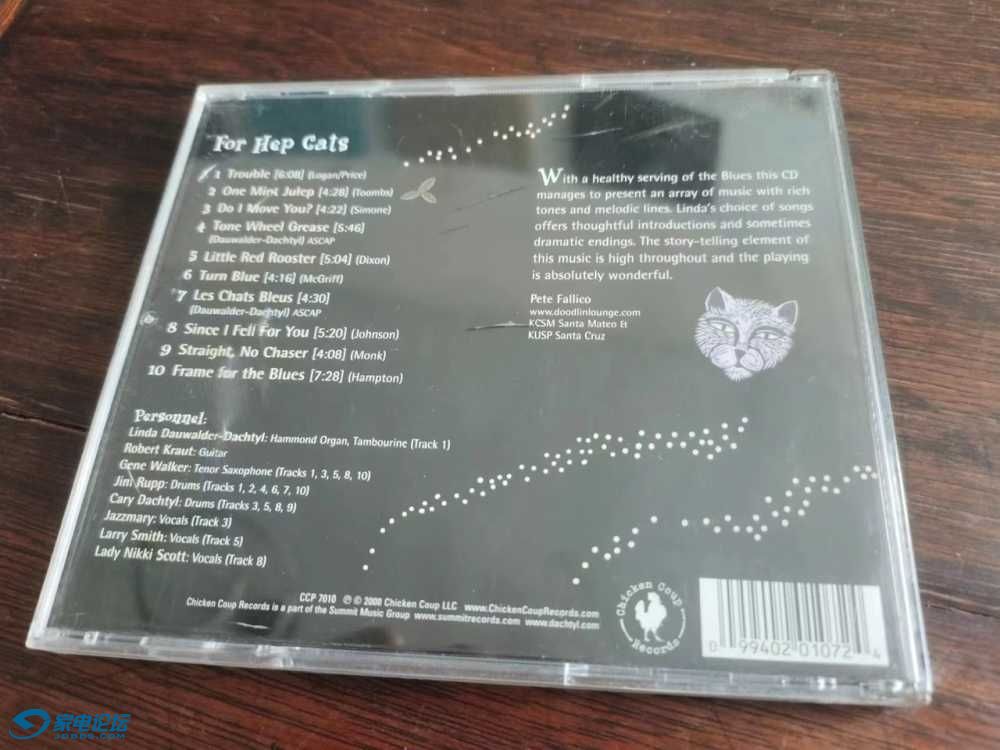 For Hep Cats
1 Trouble [6:08] (Logan/Price)
2 One Mint Julep [4:28] (Toombs)
3 Do I Move You? [4:22] (Simone)
4 Tone Wheel Grease [5:46]
(Dauwalder-Dachtyl) ASCAP
5 Little Red Rooster [5:04] (Dixon)
6 Turn Blue [4:16] (McGriff)
7 Les Chats Bleus [4:30]
(Dauwalder-Dachtyl) ASCAP
8 Since I Fell For You [5:20] (Johnson)
9 Straight, No Chaser [4:08] (Monk)
10 Frame for the Blues [7:28] (Hampton)
With a healthy serving of the Blues this CD
manages to present an array of music with rich
tones and melodic lines. Linda's choice of songs
offers thoughtful introductions and sometimes
dramatic endings. The story-telling element of
this music is high throughout and the playing
is absolutely wonderful.
Pete Fallico
www.doodlinlounge.com
KCSM Santa Mateo Et
KUSP Santa Cruz
Personnel:
Linda Dauwalder-Dachtyl: Hammond Organ, Tambourine (Track 1)
Robert Kraut: Guitar
Gene Walker: Tenor Saxophone (Tracks 1, 3, 5, 8, 10)
Jim Rupp: Drums (Tracks 1, 2, 4, 6, 7, 10)
Cary Dachtyl: Drums (Tracks 3, 5, 8, 9)
Jazzmary: Vocals (Track 3)
Larry Smith: Vocals (Track 5)
Lady Nikki Scott: Vocals (Track 8)
CCP 7010 ℗ © 2008 Chicken Coup LLC www.ChickenCoupRecords.com
Chicken Coup Records is a part of the Summit Music Group www.summitrecords.com www.dachtyl.com
Chicken Coup
Records
0 99402 01072 4
家电论坛
JDBBS.COM